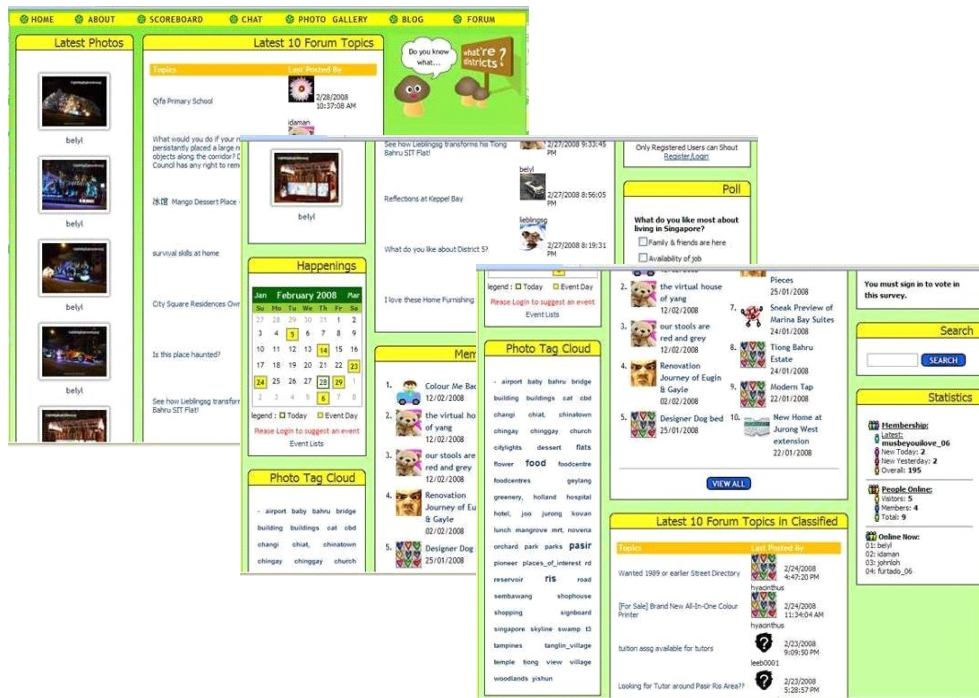 HOME ABOUT SCOREBOARD CHAT PHOTO GALLERY BLOG FORUM
Latest Photos
belyl
belyl
belyl
belyl
Latest 10 Forum Topics
Topics Last Posted By
Qifa Primary School
2/28/2008
10:37:08 AM
idaman
What would you do if your
persistently placed a large
objects along the corridor?
Council has any right to
冰馆 Mango Dessert Place -
survival skills at home
City Square Residences
Is this place haunted?
See how Lieblingsg
Bahru SIT Flat!
Do you know
what...
what're
districts?
belyl
Happenings
Jan February 2008 Mar
Su Mo Tu We Th Fr Sa
27 28 29 30 31 1 2
3 4 5 6 7 8 9
10 11 12 13 14 15 16
17 18 19 20 21 22 23
24 25 26 27 28 29 1
2 3 4 5 6 7 8
legend : Today Event Day
Please Login to suggest an event
Event Lists
Photo Tag Cloud
- airport baby bahru bridge
building buildings cat cbd
changi chiat, chinatown
chingay chinggay church
See how Lieblingsg transforms his Tiong
Bahru SIT Flat!
2/27/2008 9:33:45
PM
belyl
Reflections at Keppel Bay
2/27/2008 8:56:05
PM
lieblingsg
What do you like about District 5?
2/27/2008 8:19:31
PM
I love these Home Furnishing
1. Colour Me
12/02/2008
2. the virtual
of yang
12/02/2008
3. our stools are
red and grey
12/02/2008
4. Renovation
Journey of
& Gayle
02/02/2008
5. Designer Dog
25/01/2008
Only Registered Users can Shout
Register/Login
Poll
What do you like most about
living in Singapore?
Family & friends are here
Availability of job
legend : Today Event Day
Please Login to suggest an event
Event Lists
Photo Tag Cloud
- airport baby bahru bridge
building buildings cat cbd
changi chiat, chinatown
chingay chinggay church
citylights dessert flats
flower food foodcentre
foodcentres geylang
greenery, holland hospital
hotel, joo jurong kovan
lunch mangrove mrt, novena
orchard park parks pasir
pioneer places_of_interest rd
reservoir ris road
sembawang shophouse
shopping signboard
singapore skyline swamp t3
tampines tanglin_village
temple tiong view village
woodlands yishun
12/02/2008
2. the virtual house
of yang
12/02/2008
3. our stools are
red and grey
12/02/2008
4. Renovation
Journey of Eugin
& Gayle
02/02/2008
5. Designer Dog bed
25/01/2008
Pieces
25/01/2008
7. Sneak Preview of
Marina Bay Suites
24/01/2008
8. Tiong Bahru
Estate
24/01/2008
9. Modern Tap
22/01/2008
10. New Home at
Jurong West
extension
22/01/2008
VIEW ALL
Latest 10 Forum Topics in Classified
Topics Last Posted By
Wanted 1989 or earlier Street Directory
2/24/2008
4:47:20 PM
hyacinthus
[For Sale] Brand New All-In-One Colour
Printer
2/24/2008
11:34:04 AM
hyacinthus
tuition assg available for tutors
2/23/2008
9:09:50 PM
leeb0001
Looking for Tutor around Pasir Ris Area??
2/23/2008
5:28:57 PM
You must sign in to vote in
this survey.
Search
SEARCH
Statistics
Membership:
Latest:
musbeyouilove_06
New Today: 2
New Yesterday: 2
Overall: 195
People Online:
Visitors: 5
Members: 4
Total: 9
Online Now:
01: belyl
02: idaman
03: johnloh
04: furtado_06